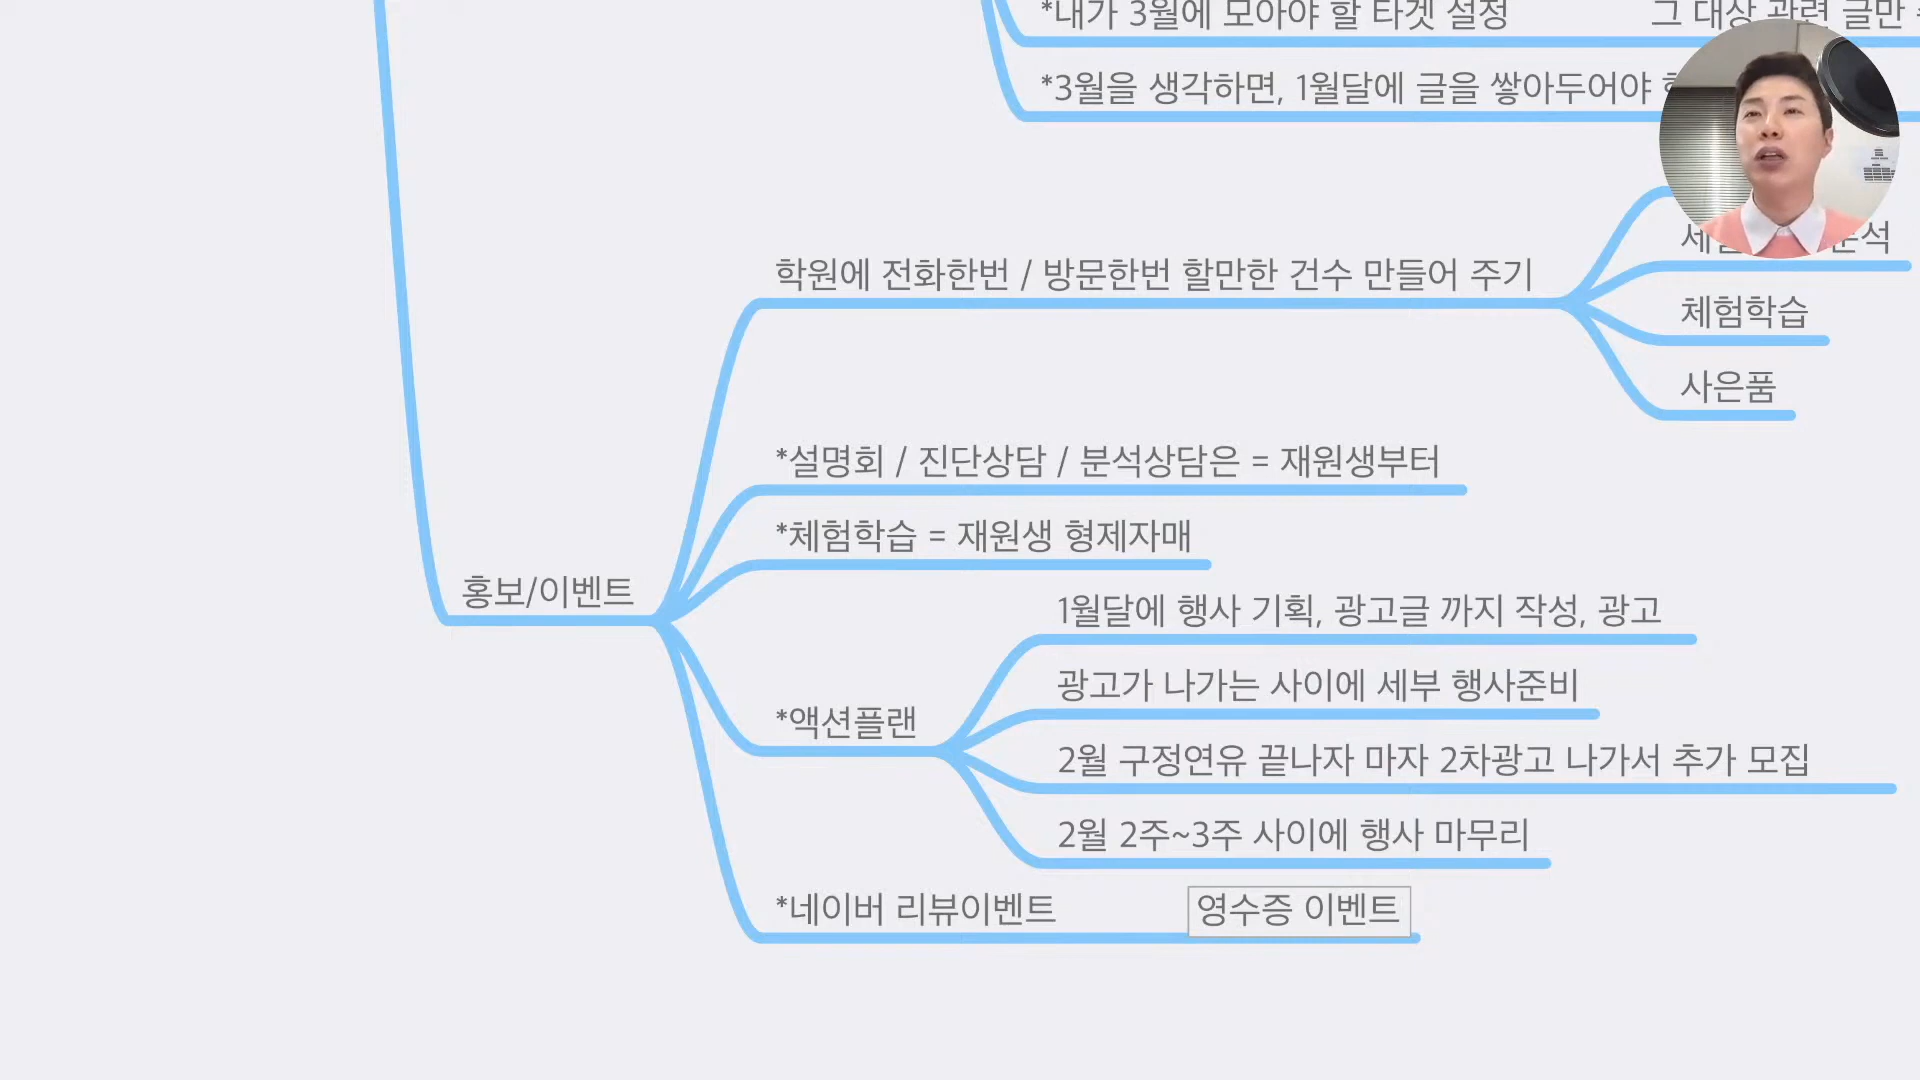 *내가 3월에 모아야 할 타겟 설정
그 대상 관련 글만
*3월을 생각하면, 1월달에 글을 쌓아두어야
학원에 전화한번 / 방문한번 할만한 건수 만들어 주기
체험학습
사은품
*설명회 / 진단상담 / 분석상담은 = 재원생부터
*체험학습 = 재원생 형제자매
홍보/이벤트
*액션플랜
1월달에 행사 기획, 광고글 까지 작성, 광고
광고가 나가는 사이에 세부 행사준비
2월 구정연유 끝나자 마자 2차광고 나가서 추가 모집
2월 2주~3주 사이에 행사 마무리
*네이버 리뷰이벤트 영수증 이벤트